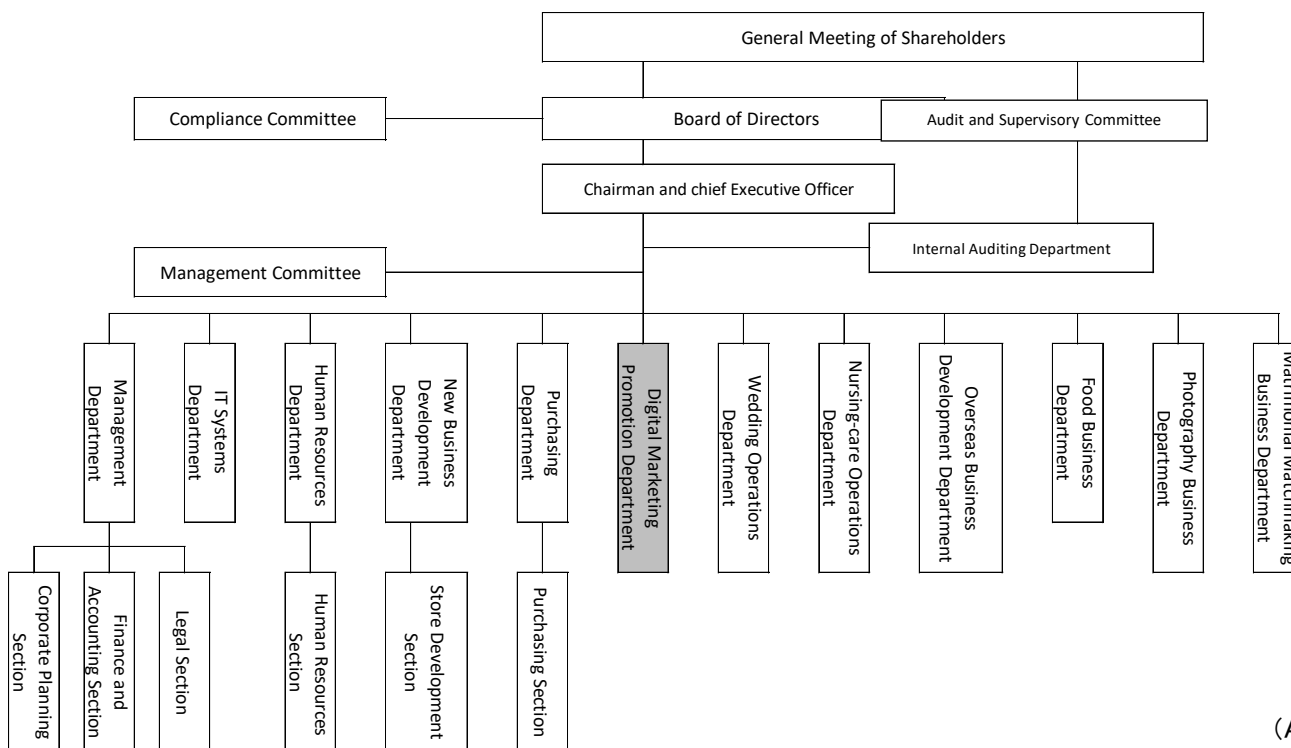 General Meeting of Shareholders
Compliance Committee
Board of Directors
Audit and Supervisory Committee
Chairman and chief Executive Officer
Internal Auditing Department
Management Committee
Management
Department
IT Systems
Department
Human Resources
Department
New Business
Development
Department
Purchasing
Department
Digital Marketing
Promotion Department
Wedding Operations
Department
Nursing-care Operations
Department
Overseas Business
Development Department
Food Business
Department
Photography Business
Department
Matrimonial Matchmaking
Business Department
Corporate Planning
Section
Finance and
Accounting Section
Legal Section
Human Resources
Section
Store Development
Section
Purchasing Section
(A